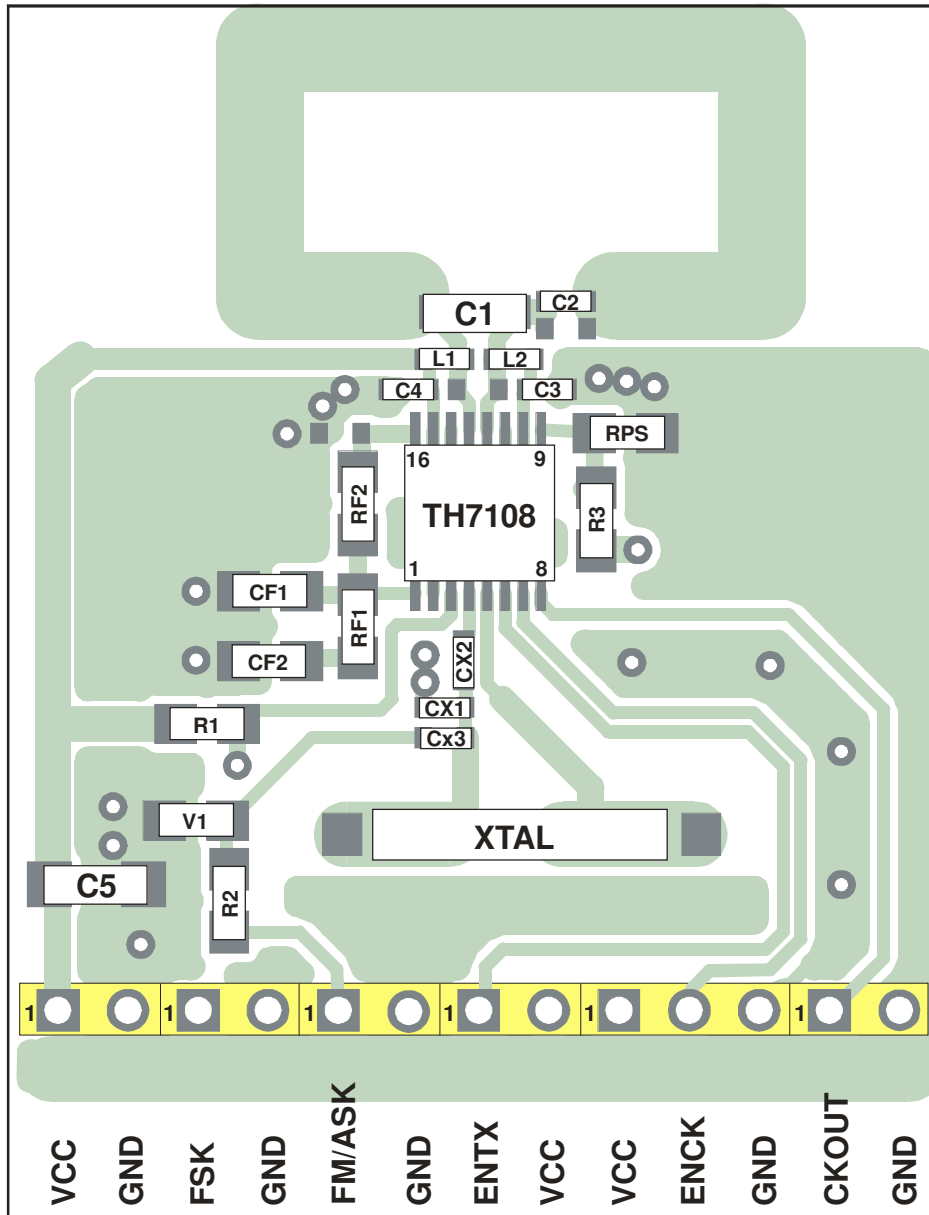 C1
C2
L1
L2
C4
C3
RPS
16
9
RF2
TH7108
R3
1
8
CF1
RF1
CF2
CX2
CX1
R1
Cx3
V1
XTAL
C5
R2
1
1
1
1
1
1
VCC
GND
FSK
GND
FM/ASK
GND
ENTX
VCC
VCC
ENCK
GND
CKOUT
GND